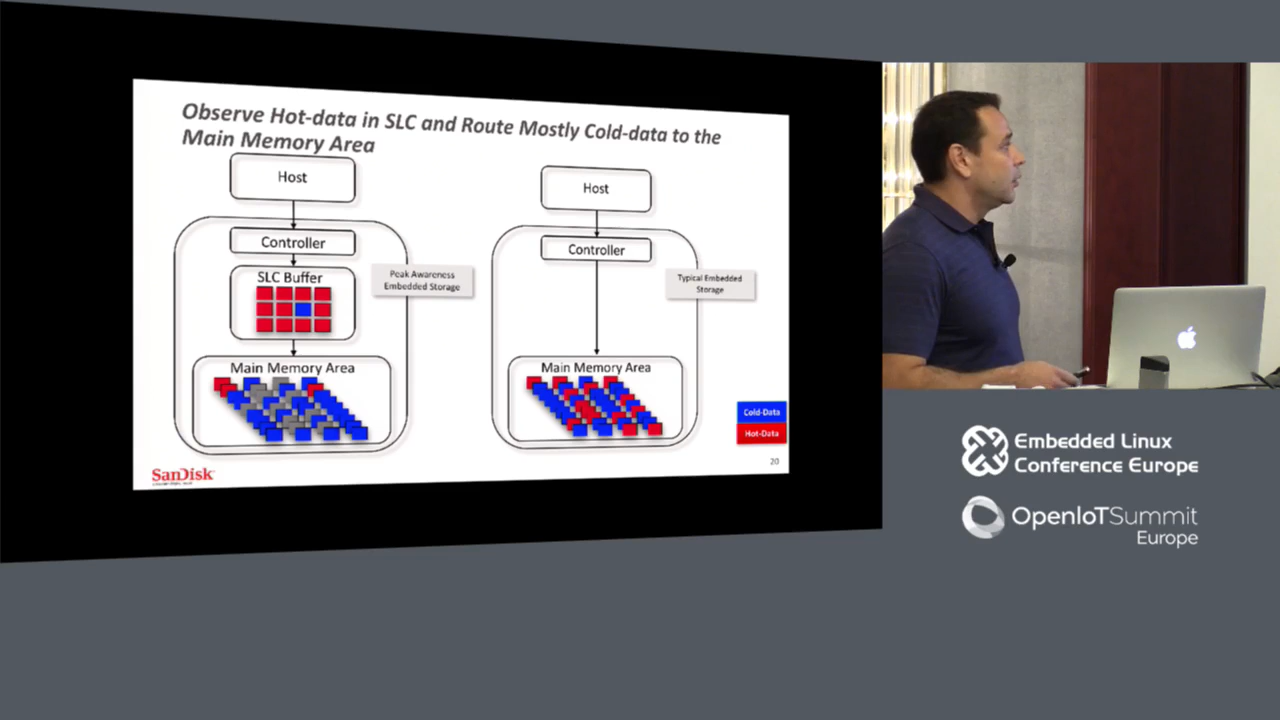 Observe Hot-data in SLC and Route Mostly Cold-data to the
Main Memory Area
Host
Controller
SLC Buffer
Main Memory Area
Peak Awareness
Embedded Storage
Host
Controller
Main Memory Area
Typical Embedded
Storage
Cold-Data
Hot-Data
20
SanDisk
Embedded Linux
Conference Europe
OpenIoTSummit
Europe